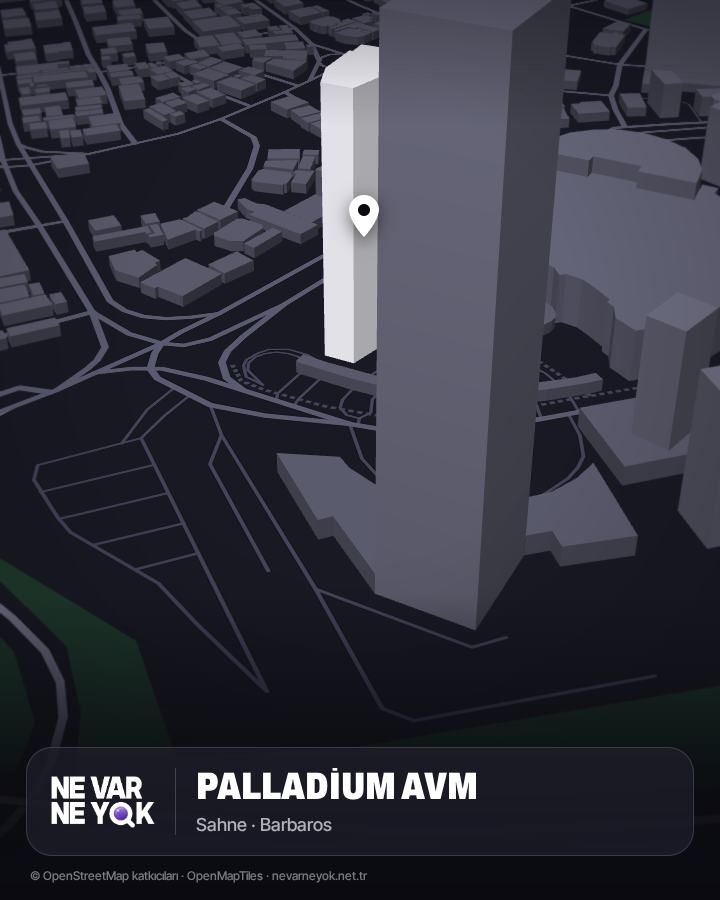 NE VAR
NE YOK
PALLADİUM AVM
Sahne · Barbaros
© OpenStreetMap katkıcıları · OpenMapTiles · nevarneyok.net.tr